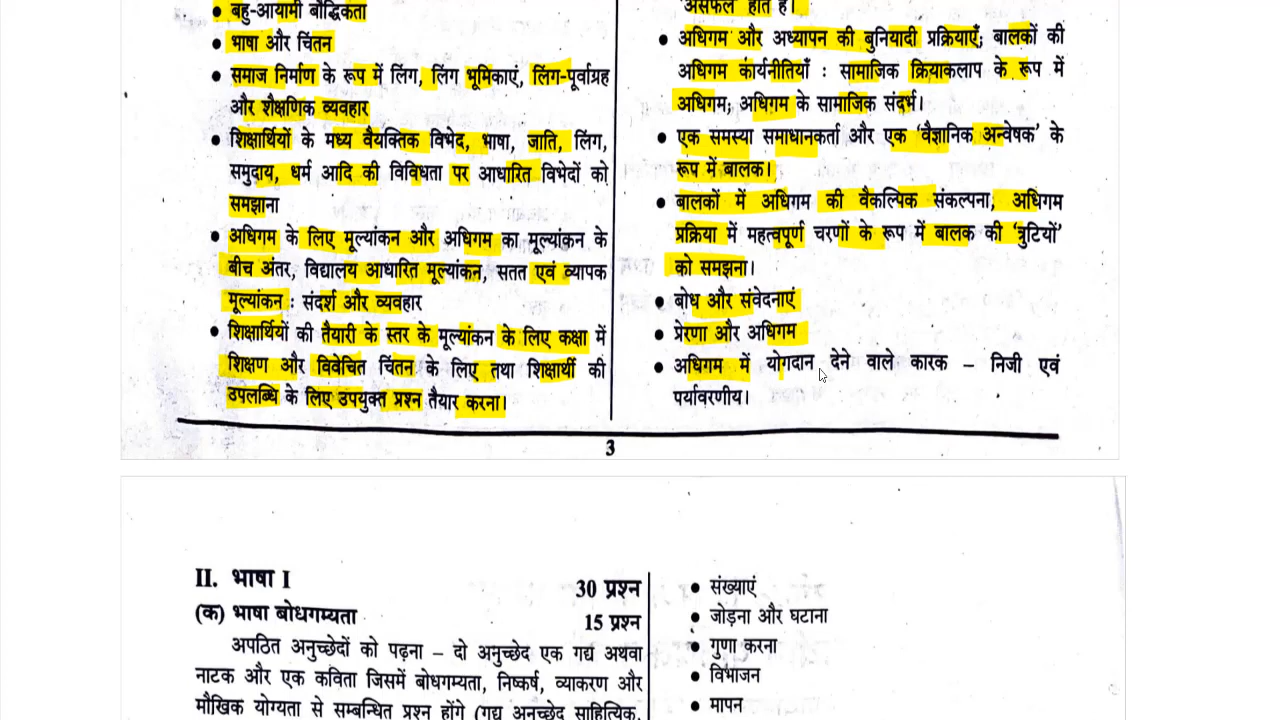 • बहु-आयामी बौद्धिकता
• भाषा और चिंतन
• समाज निर्माण के रूप में लिंग, लिंग भूमिकाएं, लिंग-पूर्वाग्रह
और शैक्षणिक व्यवहार
• शिक्षार्थियों के मध्य वैयक्तिक विभेद, भाषा, जाति, लिंग,
समुदाय, धर्म आदि की विविधता पर आधारित विभेदों को
समझाना
• अधिगम के लिए मूल्यांकन और अधिगम का मूल्यांकन के
बीच अंतर, विद्यालय आधारित मूल्यांकन, सतत एवं व्यापक
मूल्यांकन : संदर्श और व्यवहार
• शिक्षार्थियों की तैयारी के स्तर के मूल्यांकन के लिए कक्षा में
शिक्षण और विवेचित चिंतन के लिए तथा शिक्षार्थी की
उपलब्धि के लिए उपयुक्त प्रश्न तैयार करना।
असफल होते हैं।
• अधिगम और अध्यापन की बुनियादी प्रक्रियाएँ; बालकों की
अधिगम कार्यनीतियाँ : सामाजिक क्रियाकलाप के रूप में
अधिगम; अधिगम के सामाजिक संदर्भ।
• एक समस्या समाधानकर्ता और एक 'वैज्ञानिक अन्वेषक' के
रूप में बालक।
• बालकों में अधिगम की वैकल्पिक संकल्पना, अधिगम
प्रक्रिया में महत्वपूर्ण चरणों के रूप में बालक की 'त्रुटियों'
को समझना।
• बोध और संवेदनाएं
• प्रेरणा और अधिगम
• अधिगम में योगदान देने वाले कारक – निजी एवं
पर्यावरणीय।
3
II. भाषा I 30 प्रश्न
(क) भाषा बोधगम्यता 15 प्रश्न
अपठित अनुच्छेदों को पढ़ना – दो अनुच्छेद एक गद्य अथवा
नाटक और एक कविता जिसमें बोधगम्यता, निष्कर्ष, व्याकरण और
मौखिक योग्यता से सम्बन्धित प्रश्न होंगे (गद्य अनुच्छेद साहित्यिक,
• संख्याएं
• जोड़ना और घटाना
• गुणा करना
• विभाजन
• मापन